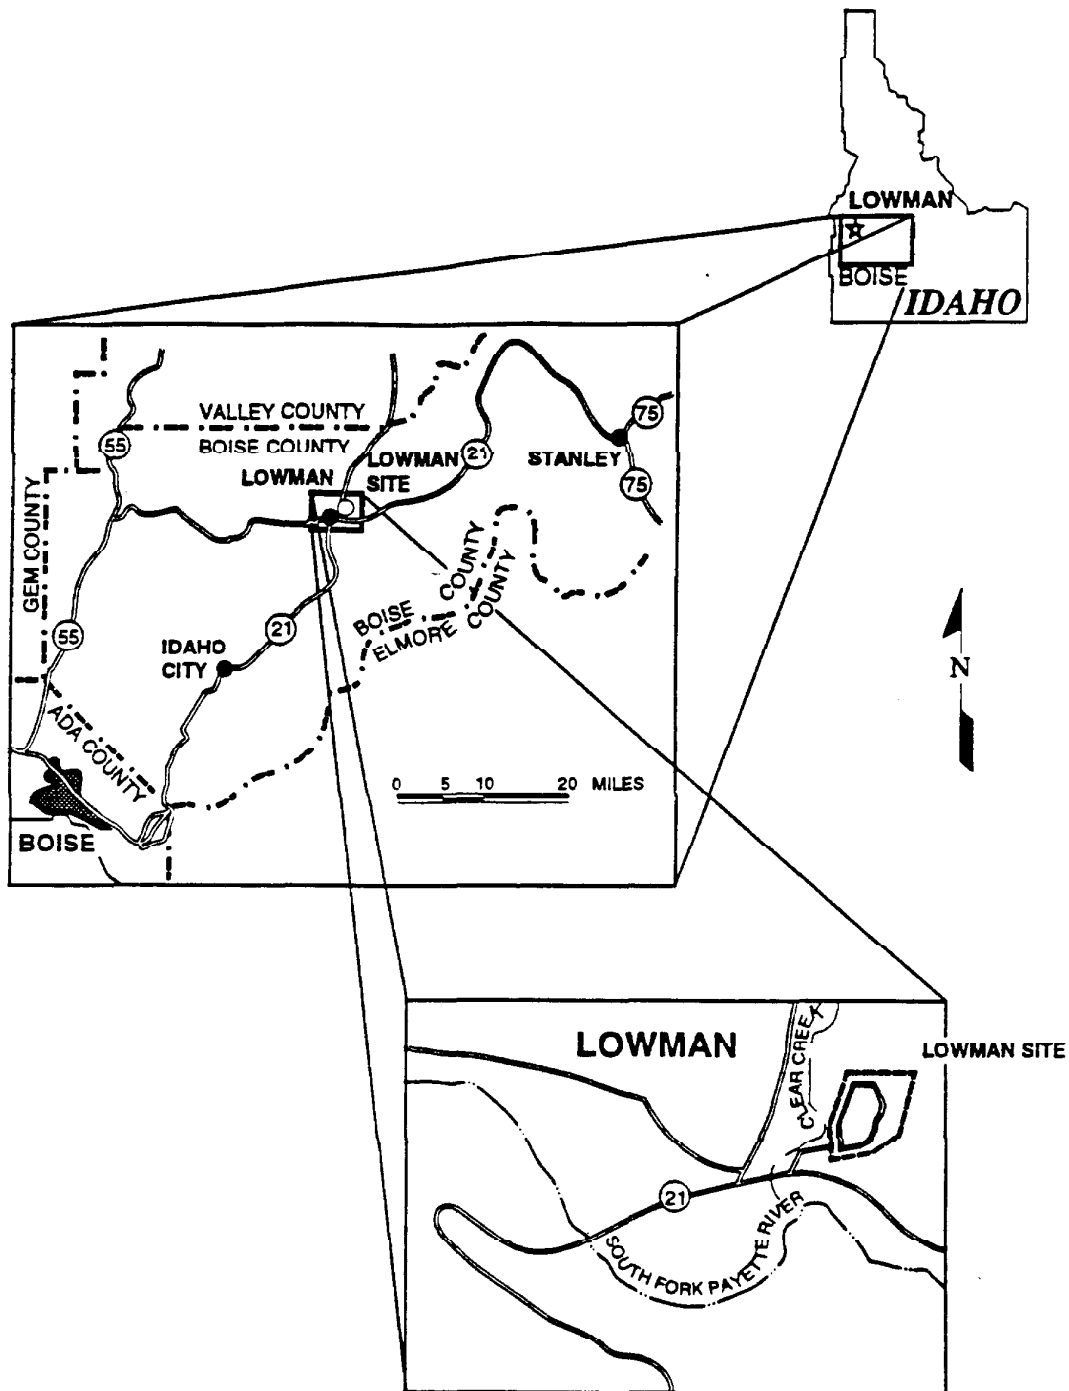 LOWMAN
BOISE
IDAHO
VALLEY COUNTY
BOISE COUNTY
55
LOWMAN
LOWMAN
SITE
21
STANLEY
75
75
GEM COUNTY
55
IDAHO
CITY
21
BOISE COUNTY
ELMORE COUNTY
ADA COUNTY
BOISE
0 5 10 20 MILES
N
LOWMAN
CLEAR CREEK
LOWMAN SITE
21
SOUTH FORK PAYETTE RIVER